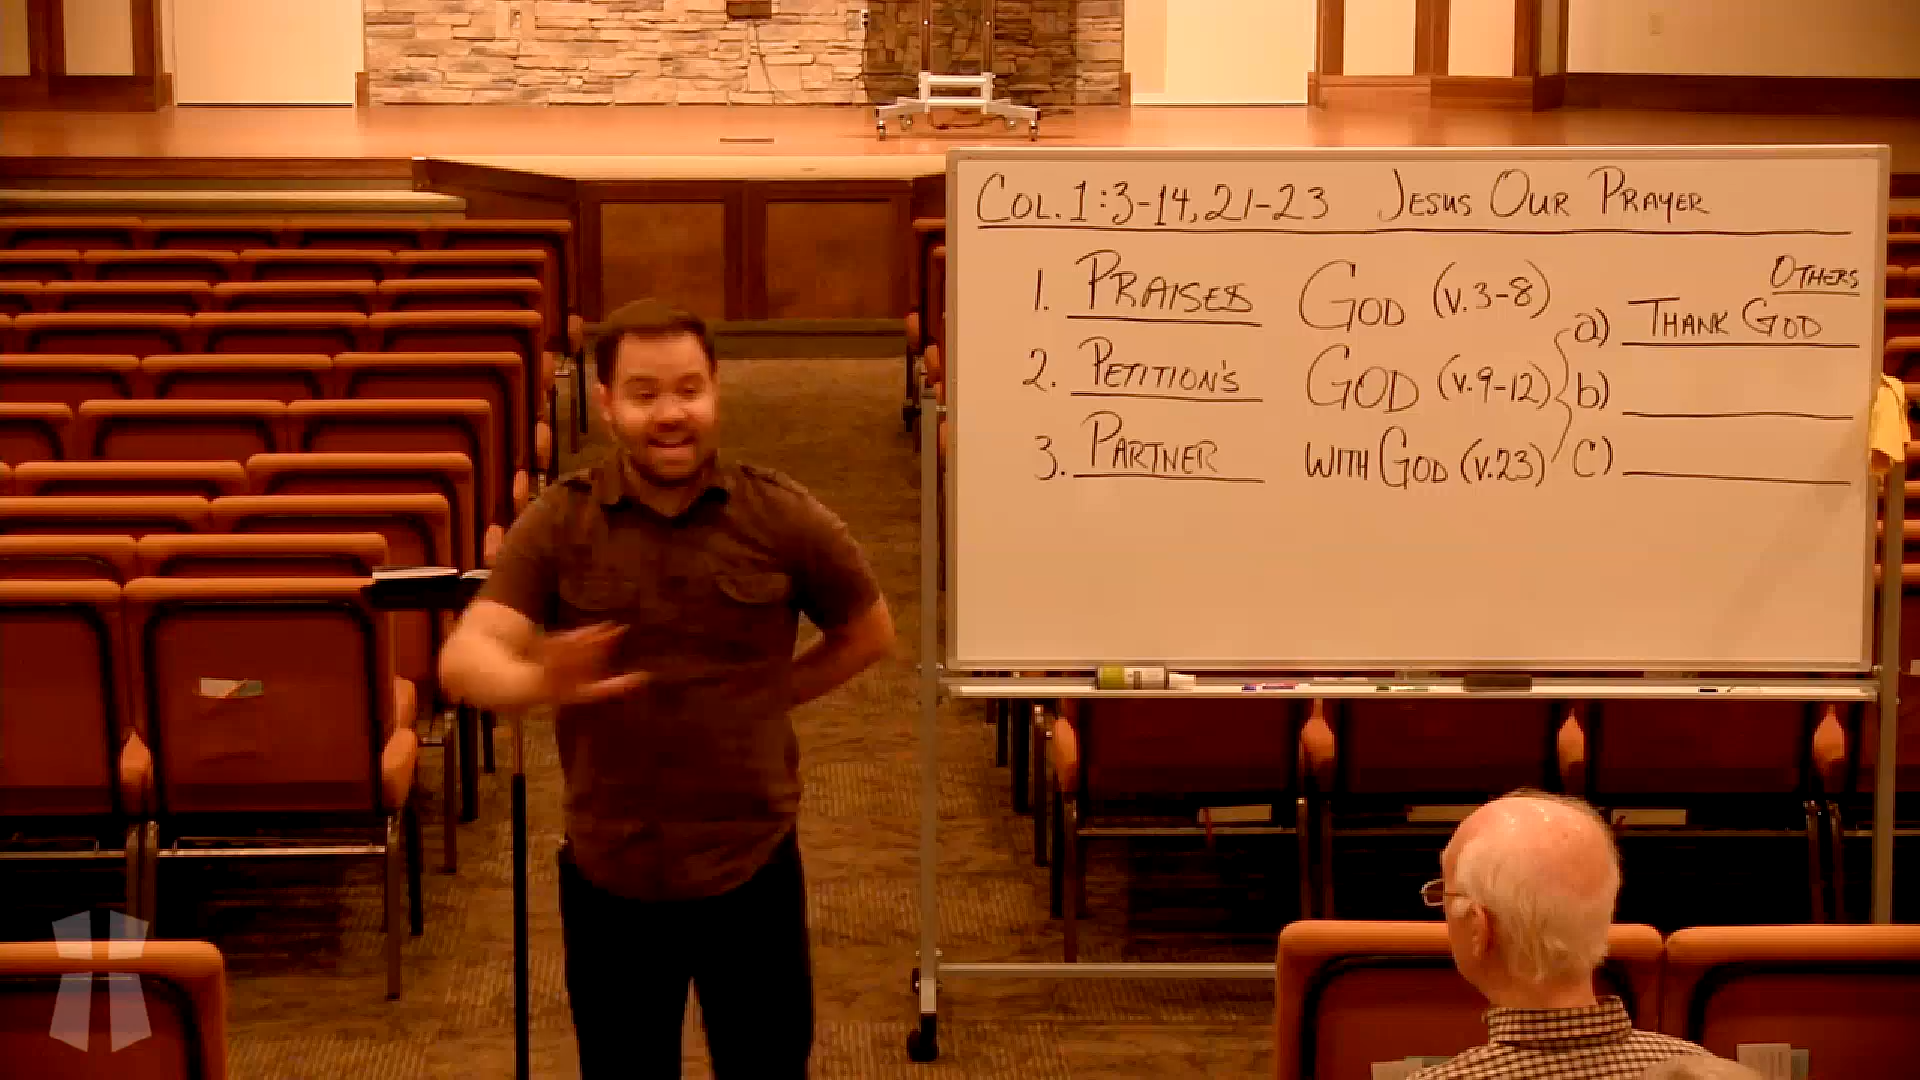 COL. 1:3-14, 21-23 JESUS OUR PRAYER
OTHERS
1. PRAISES GOD (V.3-8)
a) THANK GOD
2. PETITION'S GOD (V.9-12)
b)
3. PARTNER WITH GOD (V.23)
c)